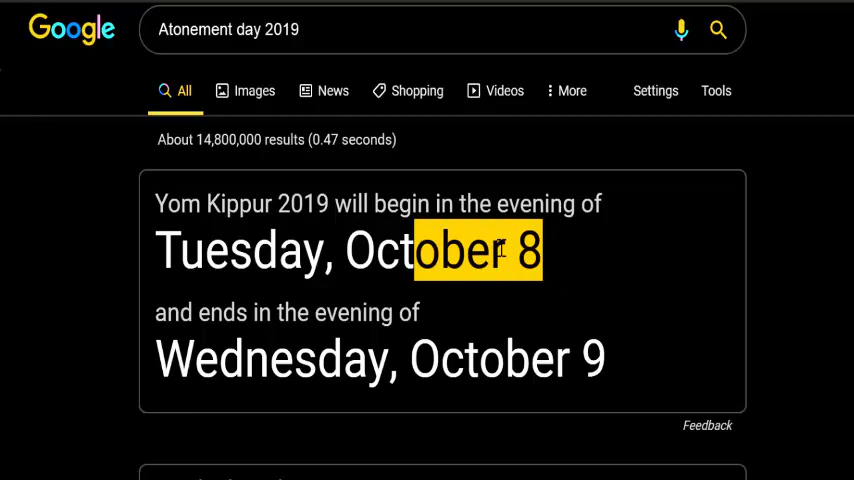 Google
Atonement day 2019
All Images News Shopping Videos More Settings Tools
About 14,800,000 results (0.47 seconds)
Yom Kippur 2019 will begin in the evening of
Tuesday, October 8
and ends in the evening of
Wednesday, October 9
Feedback